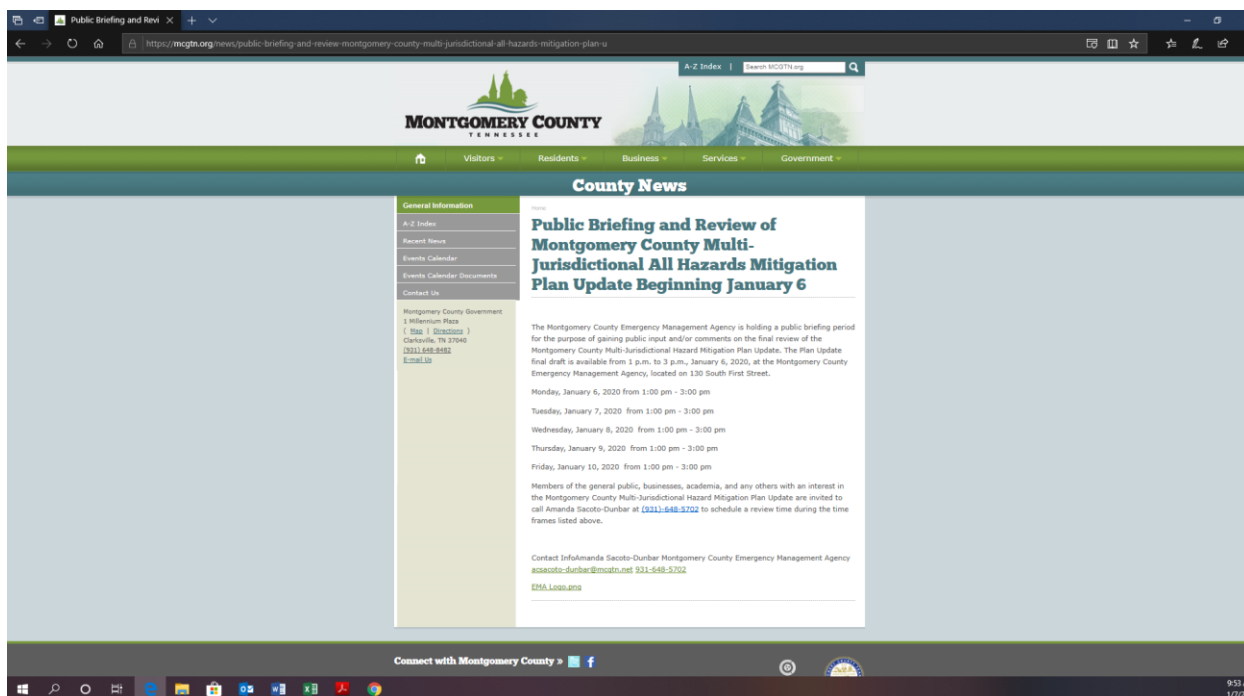 Public Briefing and Revi
https://mcgtn.org/news/public-briefing-and-review-montgomery-county-multi-jurisdictional-all-hazards-mitigation-plan-u
A-Z Index | Search MCGTN.org
MONTGOMERY COUNTY
TENNESSEE
Visitors Residents Business Services Government
County News
General Information
A-Z Index
Recent News
Events Calendar
Events Calendar Documents
Contact Us
Montgomery County Government
1 Millennium Plaza
( Map | Directions )
Clarksville, TN 37040
(931) 648-8482
E-mail Us
Home
Public Briefing and Review of
Montgomery County Multi-
Jurisdictional All Hazards Mitigation
Plan Update Beginning January 6
The Montgomery County Emergency Management Agency is holding a public briefing period
for the purpose of gaining public input and/or comments on the final review of the
Montgomery County Multi-Jurisdictional Hazard Mitigation Plan Update. The Plan Update
final draft is available from 1 p.m. to 3 p.m., January 6, 2020, at the Montgomery County
Emergency Management Agency, located on 130 South First Street.
Monday, January 6, 2020 from 1:00 pm - 3:00 pm
Tuesday, January 7, 2020 from 1:00 pm - 3:00 pm
Wednesday, January 8, 2020 from 1:00 pm - 3:00 pm
Thursday, January 9, 2020 from 1:00 pm - 3:00 pm
Friday, January 10, 2020 from 1:00 pm - 3:00 pm
Members of the general public, businesses, academia, and any others with an interest in
the Montgomery County Multi-Jurisdictional Hazard Mitigation Plan Update are invited to
call Amanda Sacoto-Dunbar at (931)-648-5702 to schedule a review time during the time
frames listed above.
Contact InfoAmanda Sacoto-Dunbar Montgomery County Emergency Management Agency
acsacoto-dunbar@mcgtn.net 931-648-5702
EMA Logo.png
Connect with Montgomery County »
9:53